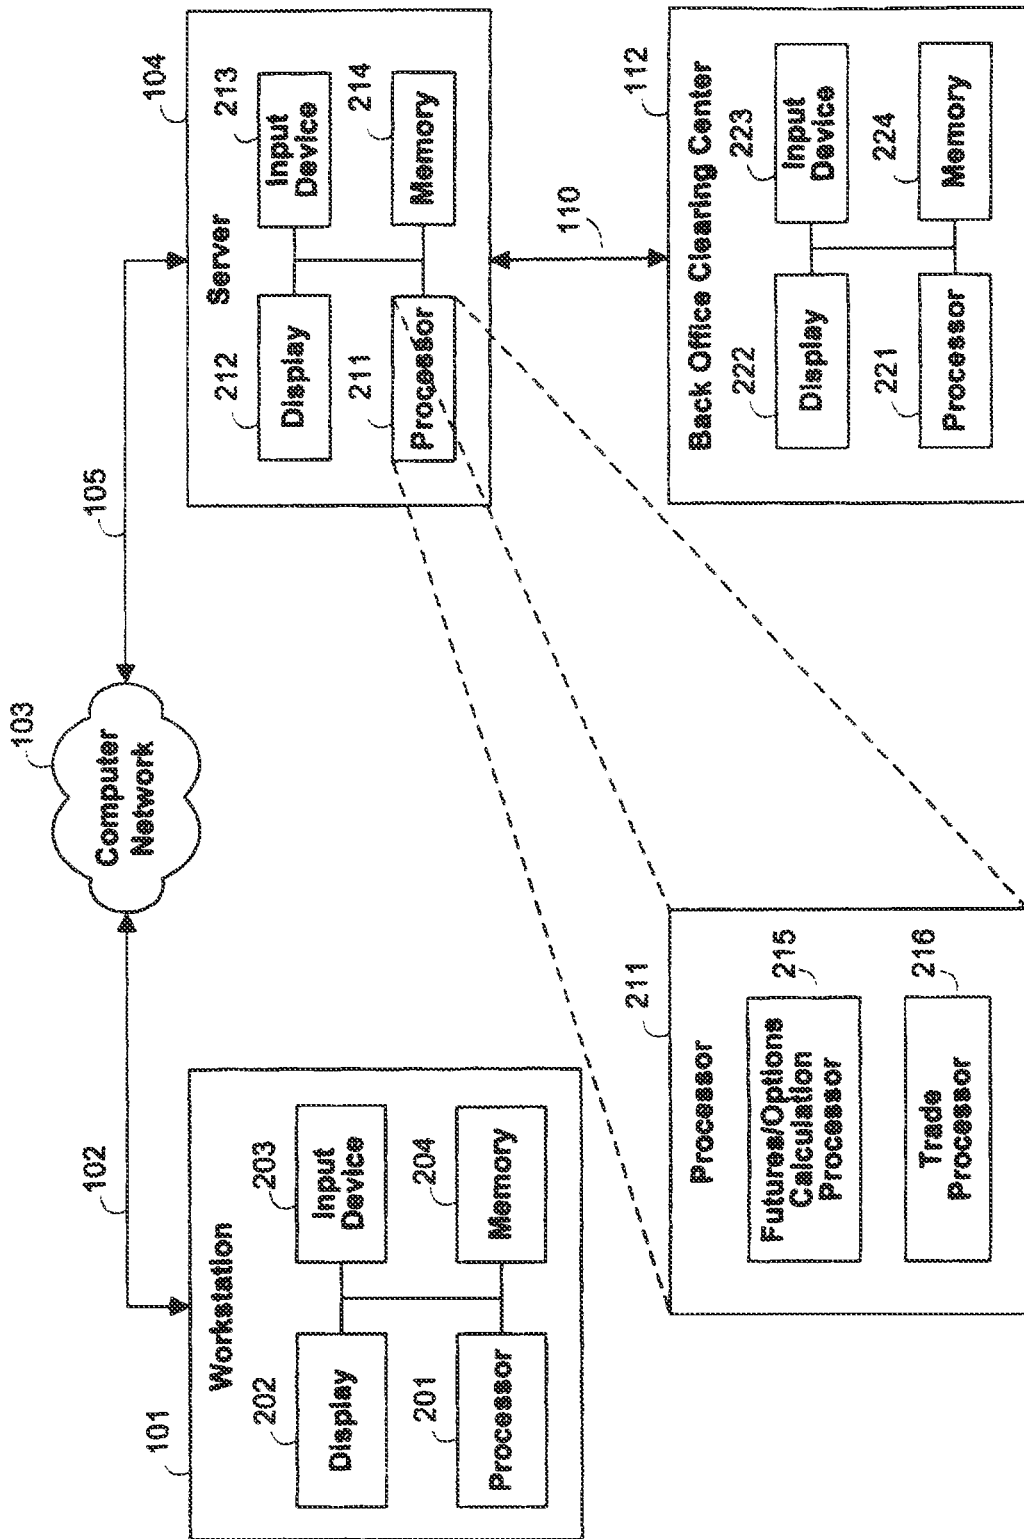 103
Computer
Network
102
105
101
Workstation
202
Display
203
Input
Device
201
Processor
204
Memory
104
Server
212
Display
213
Input
Device
211
Processor
214
Memory
110
211
Processor
Futures/Options
Calculation
Processor
215
Trade
Processor
216
112
Back Office Clearing Center
222
Display
223
Input
Device
221
Processor
224
Memory